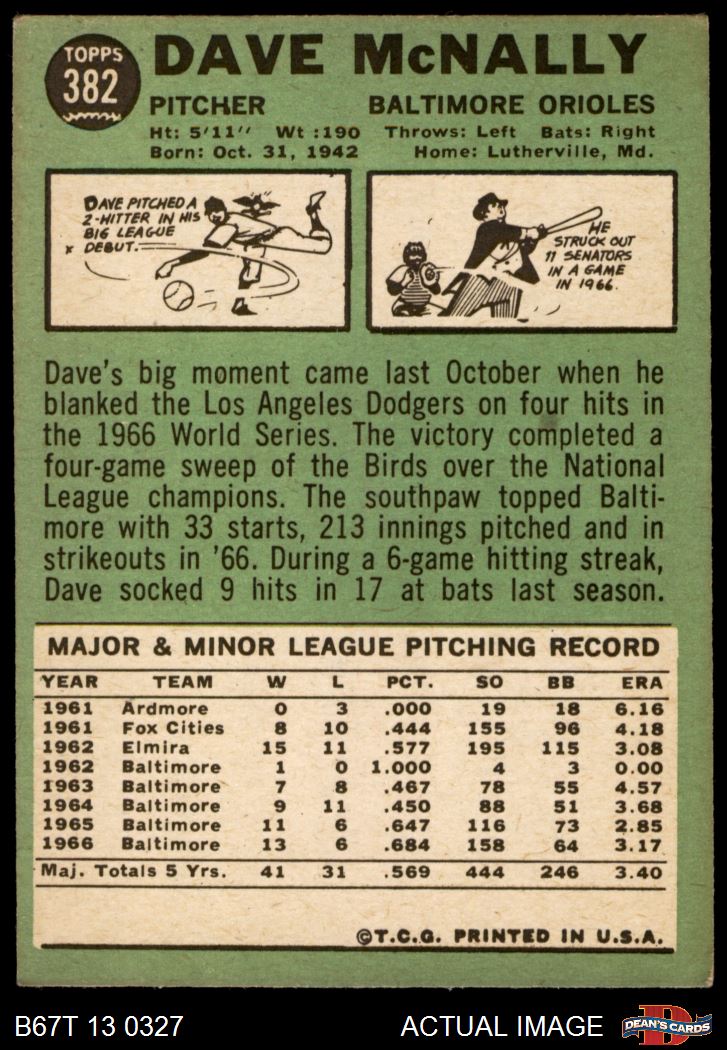 TOPPS
382
DAVE McNALLY
PITCHER BALTIMORE ORIOLES
Ht: 5'11" Wt :190 Throws: Left Bats: Right
Born: Oct. 31, 1942 Home: Lutherville, Md.
DAVE PITCHED A
2-HITTER IN HIS
BIG LEAGUE
DEBUT.
HE
STRUCK OUT
11 SENATORS
IN A GAME
IN 1966.
Dave's big moment came last October when he
blanked the Los Angeles Dodgers on four hits in
the 1966 World Series. The victory completed a
four-game sweep of the Birds over the National
League champions. The southpaw topped Balti-
more with 33 starts, 213 innings pitched and in
strikeouts in '66. During a 6-game hitting streak,
Dave socked 9 hits in 17 at bats last season.
MAJOR & MINOR LEAGUE PITCHING RECORD
YEAR TEAM W L PCT. SO BB ERA
1961 Ardmore 0 3 .000 19 18 6.16
1961 Fox Cities 8 10 .444 155 96 4.18
1962 Elmira 15 11 .577 195 115 3.08
1962 Baltimore 1 0 1.000 4 3 0.00
1963 Baltimore 7 8 .467 78 55 4.57
1964 Baltimore 9 11 .450 88 51 3.68
1965 Baltimore 11 6 .647 116 73 2.85
1966 Baltimore 13 6 .684 158 64 3.17
Maj. Totals 5 Yrs. 41 31 .569 444 246 3.40
©T.C.G. PRINTED IN U.S.A.
B67T 13 0327 ACTUAL IMAGE
D
DEAN'S CARDS